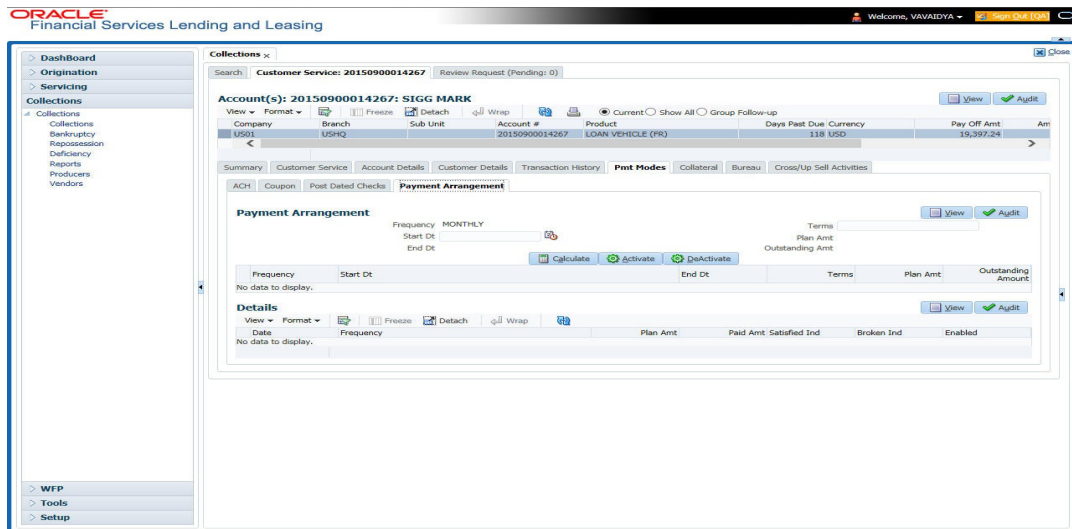 ORACLE
Financial Services Lending and Leasing
Welcome, VAVAIDYA
Sign Out [QA]
DashBoard
Origination
Servicing
Collections
Collections
Collections
Bankruptcy
Repossession
Deficiency
Reports
Producers
Vendors
WFP
Tools
Setup
Collections x
Close
Search Customer Service: 20150900014267 Review Request (Pending: 0)
Account(s): 20150900014267: SIGG MARK
View Audit
View Format Freeze Detach Wrap Current Show All Group Follow-up
Company Branch Sub Unit Account # Product Days Past Due Currency Pay Off Amt Am
US01 USHQ 20150900014267 LOAN VEHICLE (FR) 118 USD 19,397.24
Summary Customer Service Account Details Customer Details Transaction History Pmt Modes Collateral Bureau Cross/Up Sell Activities
ACH Coupon Post Dated Checks Payment Arrangement
Payment Arrangement
View Audit
Frequency MONTHLY Terms
Start Dt Plan Amt
End Dt Outstanding Amt
Calculate Activate DeActivate
Frequency Start Dt End Dt Terms Plan Amt Outstanding Amount
No data to display.
Details
View Audit
View Format Freeze Detach Wrap
Date Frequency Plan Amt Paid Amt Satisfied Ind Broken Ind Enabled
No data to display.